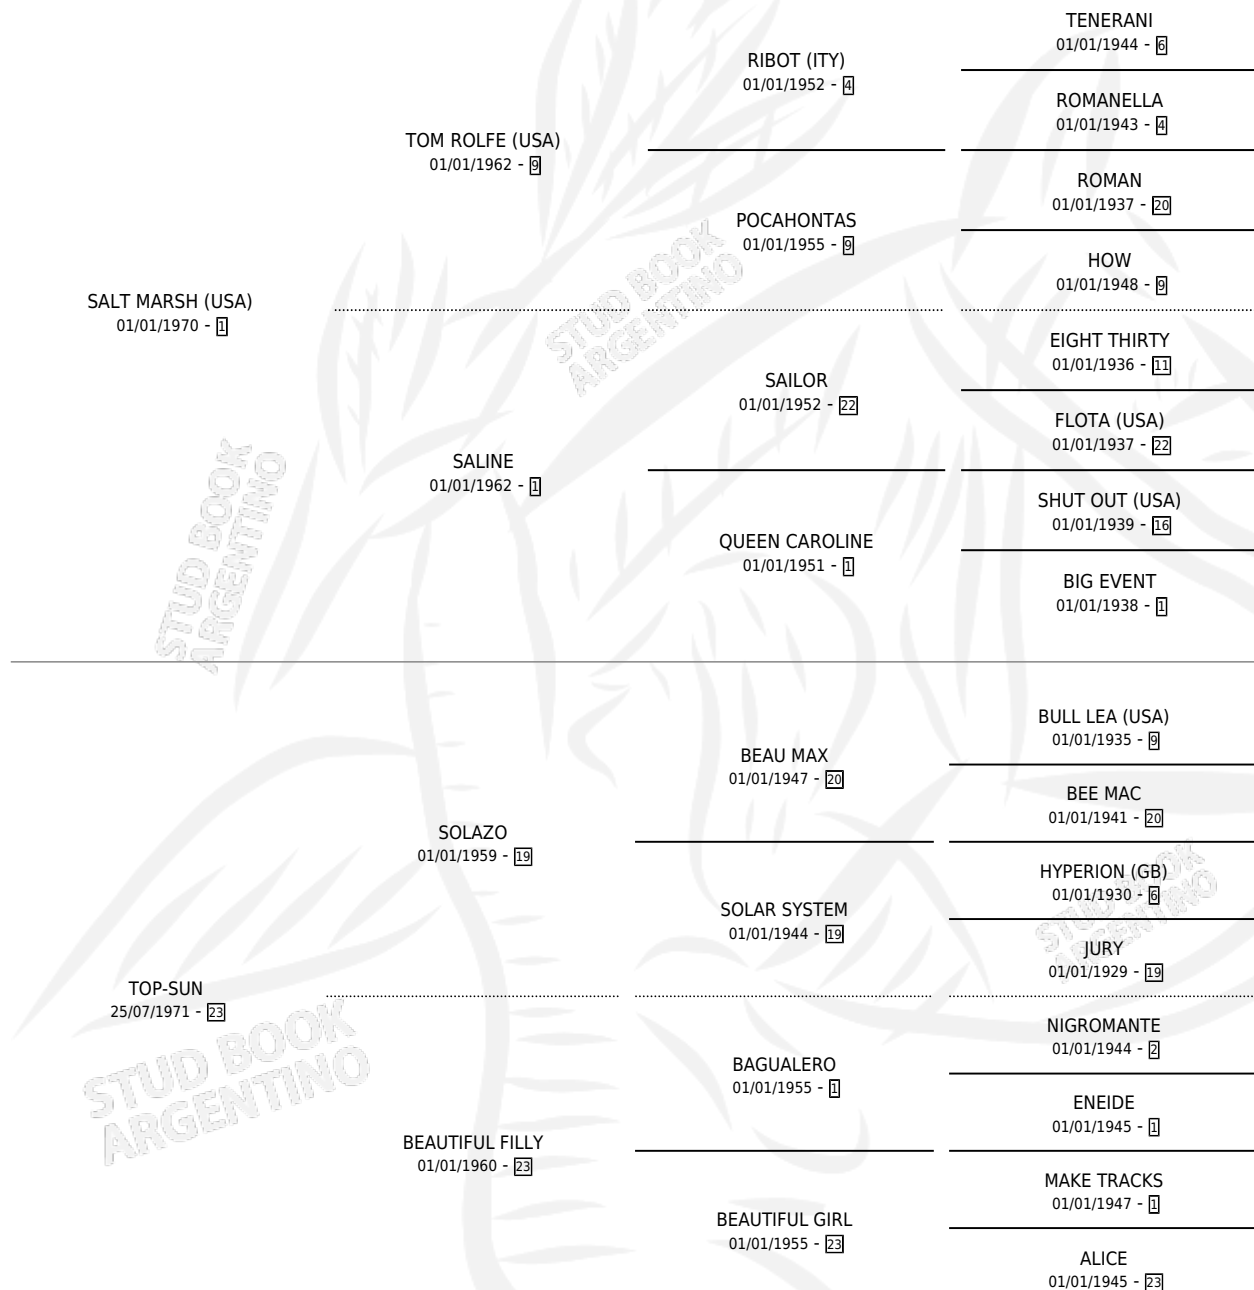 TENERANI
01/01/1944 - 6
RIBOT (ITY)
01/01/1952 - 4
ROMANELLA
01/01/1943 - 4
TOM ROLFE (USA)
01/01/1962 - 9
ROMAN
01/01/1937 - 20
POCAHONTAS
01/01/1955 - 9
HOW
01/01/1948 - 9
SALT MARSH (USA)
01/01/1970 - 1
STUD BOOK
ARGENTINO
EIGHT THIRTY
01/01/1936 - 11
SAILOR
01/01/1952 - 22
FLOTA (USA)
01/01/1937 - 22
SALINE
01/01/1962 - 1
SHUT OUT (USA)
01/01/1939 - 16
QUEEN CAROLINE
01/01/1951 - 1
BIG EVENT
01/01/1938 - 1
STUD BOOK
ARGENTINO
BULL LEA (USA)
01/01/1935 - 9
BEAU MAX
01/01/1947 - 20
BEE MAC
01/01/1941 - 20
SOLAZO
01/01/1959 - 19
HYPERION (GB)
01/01/1930 - 6
SOLAR SYSTEM
01/01/1944 - 19
STUD BOOK
ARGENTINO
JURY
01/01/1929 - 19
TOP-SUN
25/07/1971 - 23
NIGROMANTE
01/01/1944 - 2
STUD BOOK
ARGENTINO
BAGUALERO
01/01/1955 - 1
ENEIDE
01/01/1945 - 1
BEAUTIFUL FILLY
01/01/1960 - 23
MAKE TRACKS
01/01/1947 - 1
BEAUTIFUL GIRL
01/01/1955 - 23
ALICE
01/01/1945 - 23